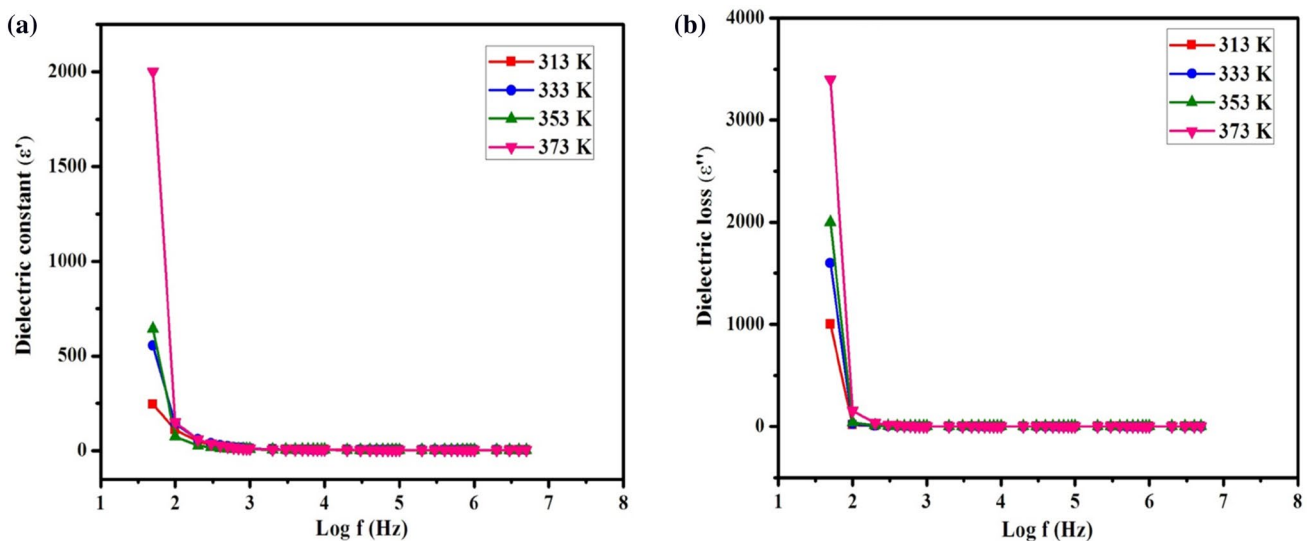 (a)
2000
1500
1000
500
0
Dielectric constant (ε')
1 2 3 4 5 6 7 8
Log f (Hz)
313 K
333 K
353 K
373 K
(b)
4000
3000
2000
1000
0
Dielectric loss (ε'')
1 2 3 4 5 6 7 8
Log f (Hz)
313 K
333 K
353 K
373 K